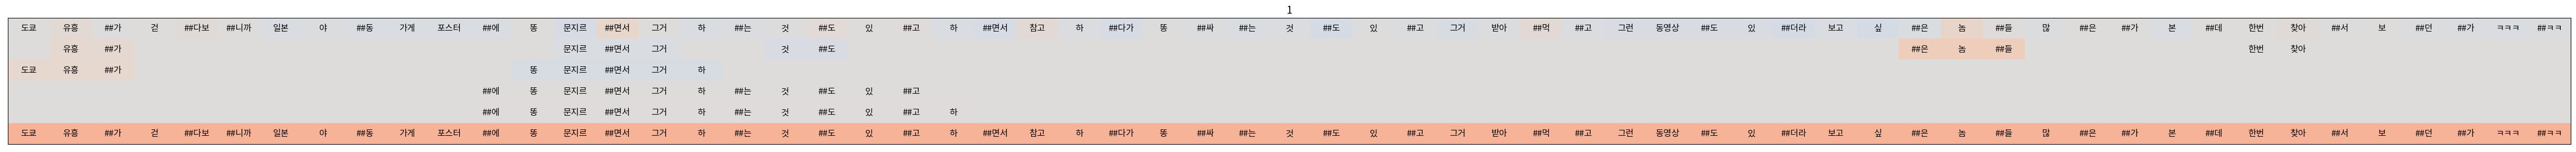 1
도쿄 유흥 ##가 걷 ##다보 ##니까 일본 야 ##동 가게 포스터 ##에 똥 문지르 ##면서 그거 하 ##는 것 ##도 있 ##고 하 ##면서 참고 하 ##다가 똥 ##싸 ##는 것 ##도 있 ##고 그거 받아 ##먹 ##고 그런 동영상 ##도 있 ##더라 보고 싶 ##은 놈 ##들 많 ##은 ##가 본 ##데 한번 찾아 ##서 보 ##던 ##가 ㅋㅋㅋ ##ㅋㅋ
유흥 ##가 문지르 ##면서 그거 것 ##도 ##은 놈 ##들 한번 찾아
도쿄 유흥 ##가 똥 문지르 ##면서 그거 하
##에 똥 문지르 ##면서 그거 하 ##는 것 ##도 있 ##고
##에 똥 문지르 ##면서 그거 하 ##는 것 ##도 있 ##고 하
도쿄 유흥 ##가 걷 ##다보 ##니까 일본 야 ##동 가게 포스터 ##에 똥 문지르 ##면서 그거 하 ##는 것 ##도 있 ##고 하 ##면서 참고 하 ##다가 똥 ##싸 ##는 것 ##도 있 ##고 그거 받아 ##먹 ##고 그런 동영상 ##도 있 ##더라 보고 싶 ##은 놈 ##들 많 ##은 ##가 본 ##데 한번 찾아 ##서 보 ##던 ##가 ㅋㅋㅋ ##ㅋㅋ